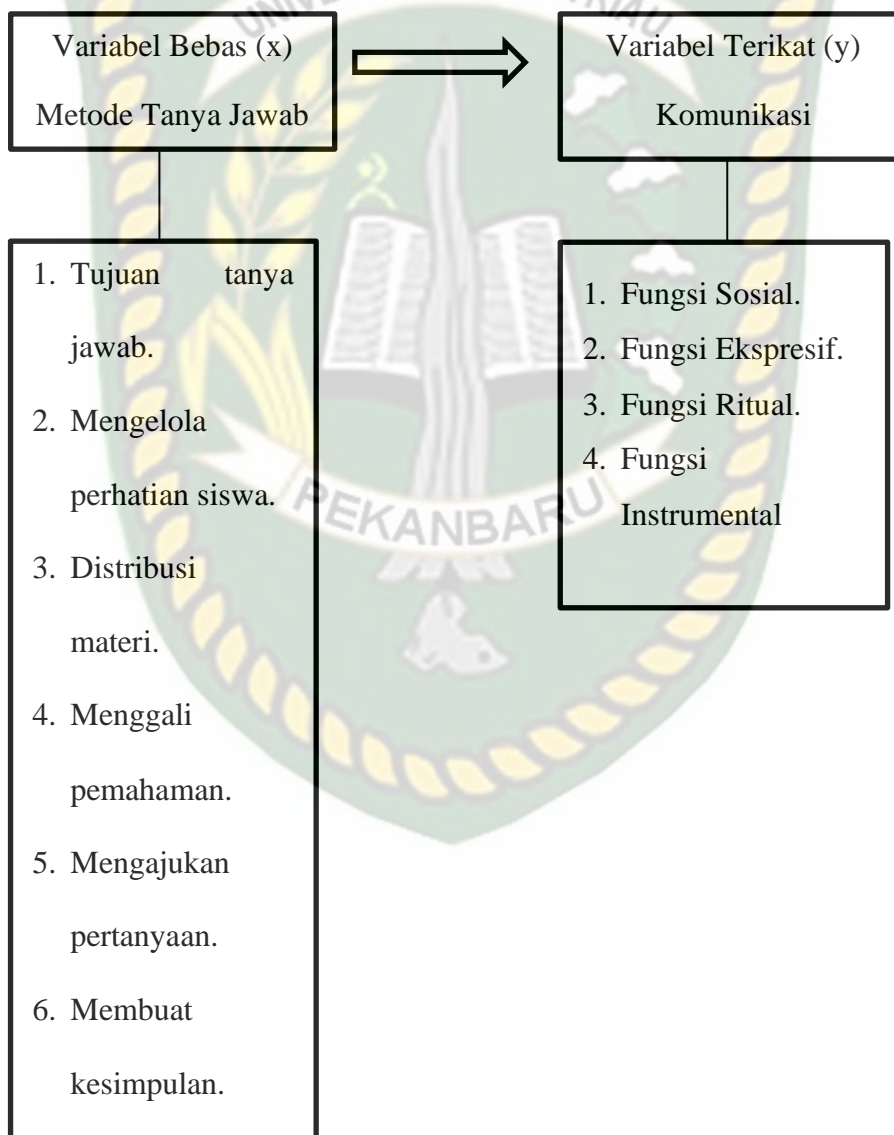 Variabel Bebas (x)
Metode Tanya Jawab
Variabel Terikat (y)
Komunikasi
1. Tujuan tanya
jawab.
2. Mengelola
perhatian siswa.
3. Distribusi
materi.
4. Menggali
pemahaman.
5. Mengajukan
pertanyaan.
6. Membuat
kesimpulan.
1. Fungsi Sosial.
2. Fungsi Ekspresif.
3. Fungsi Ritual.
4. Fungsi
Instrumental
PEKANBARU